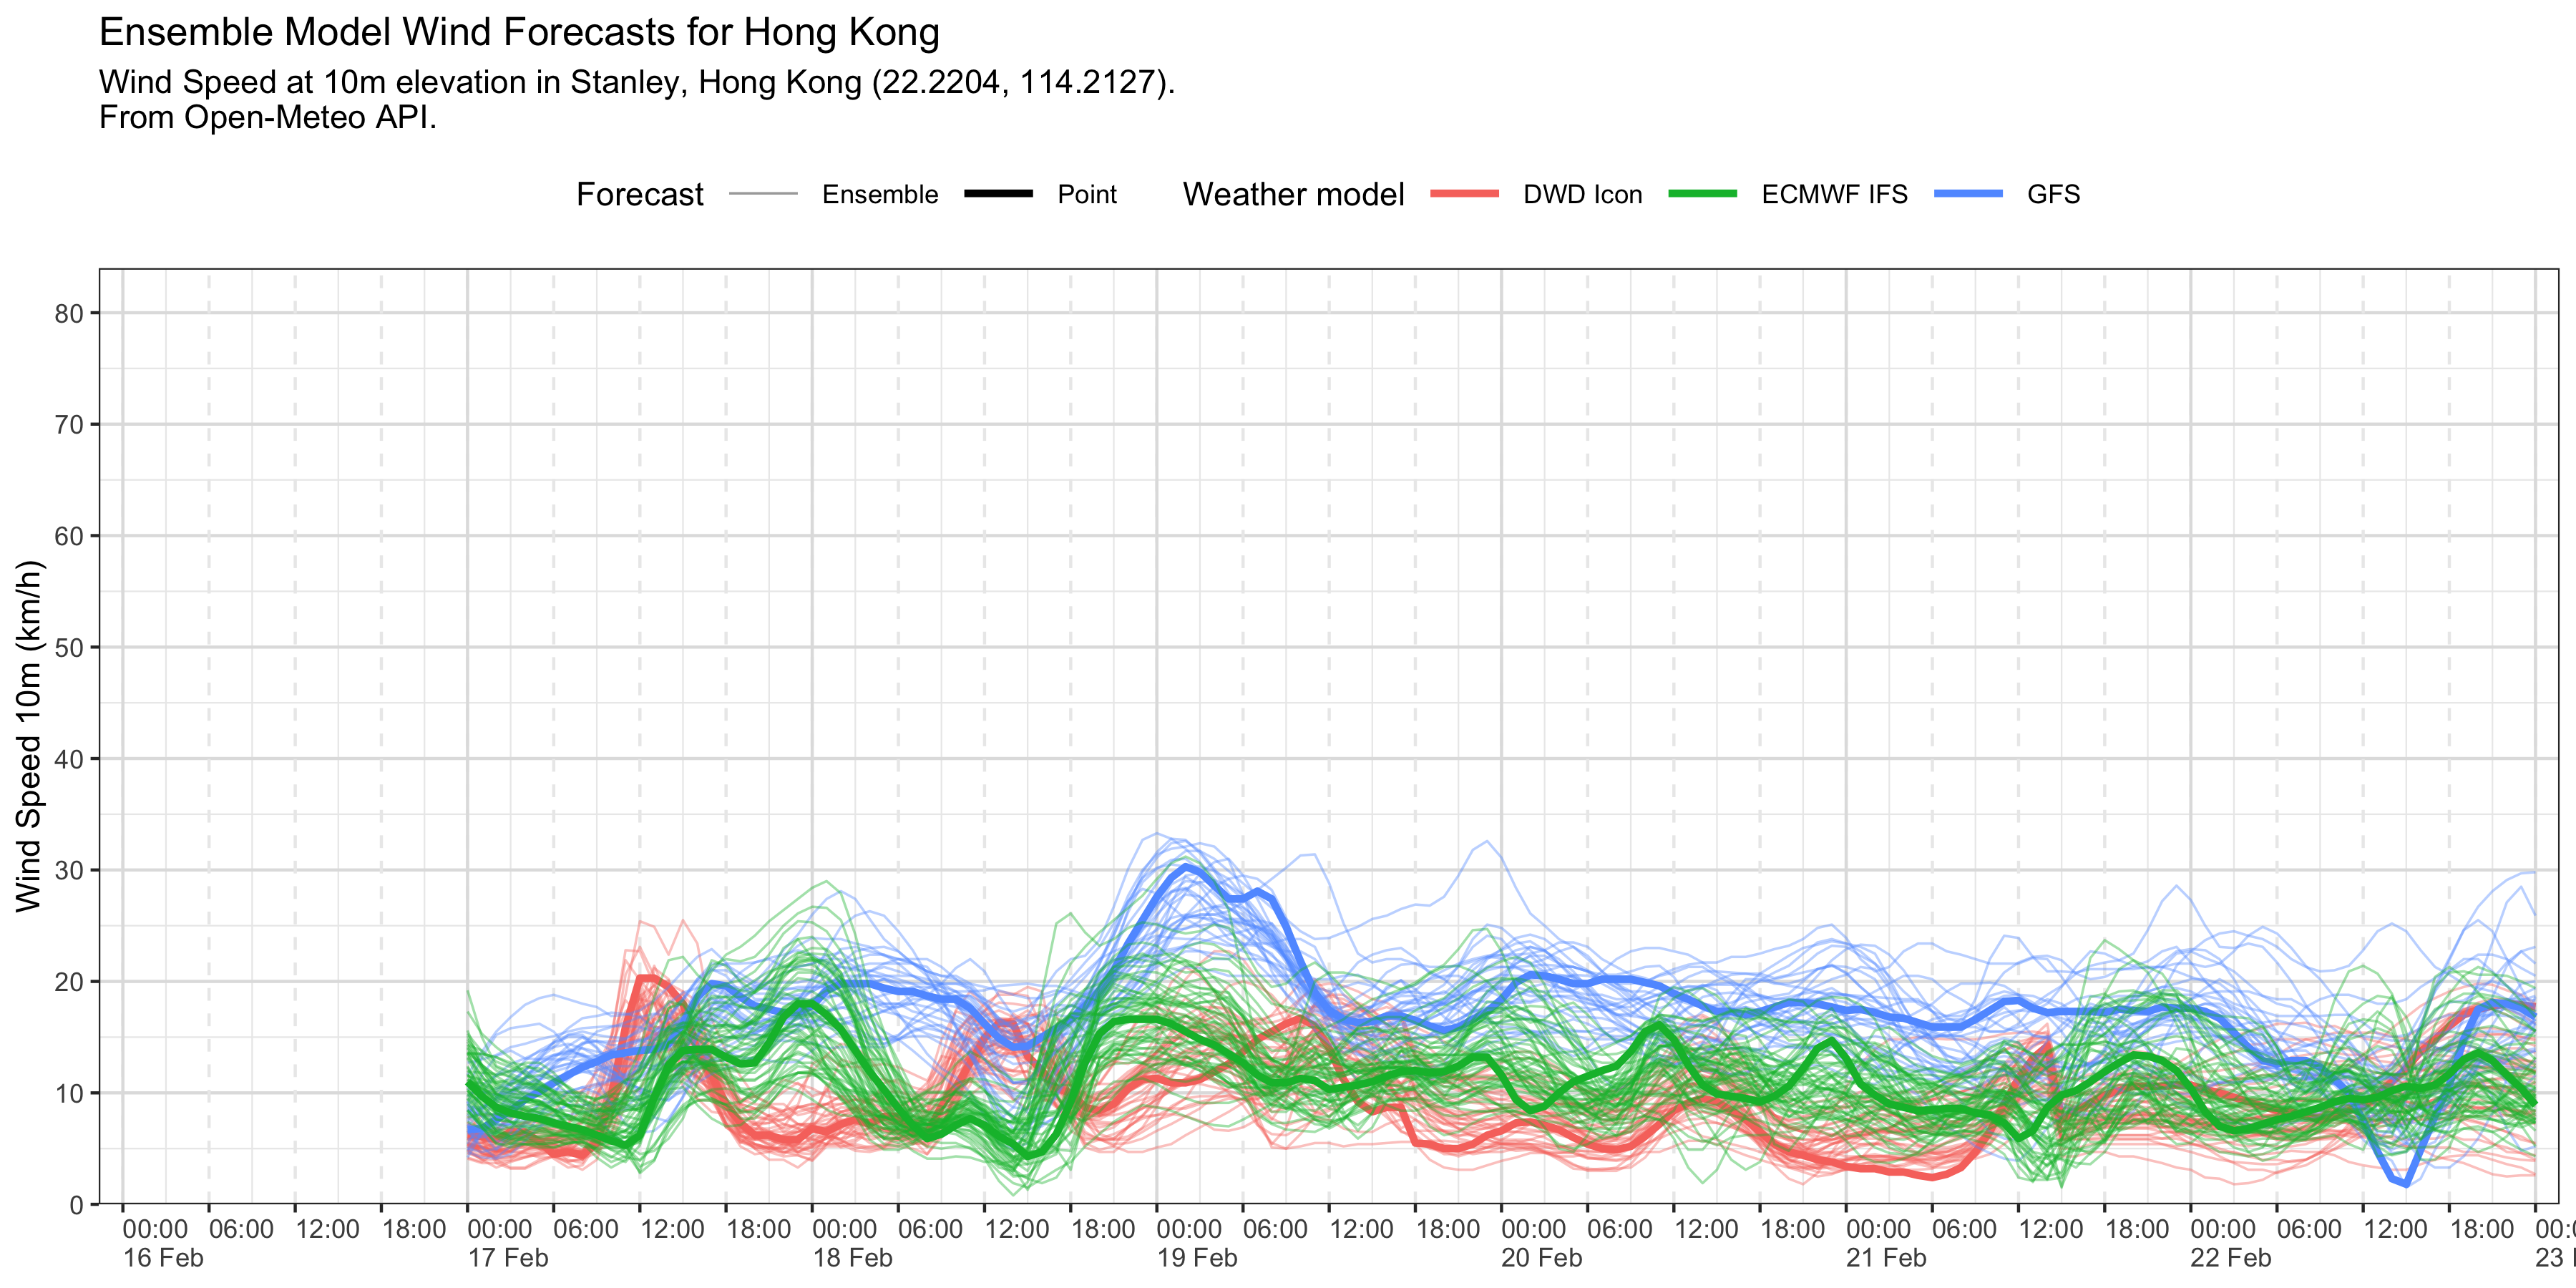 Ensemble Model Wind Forecasts for Hong Kong
Wind Speed at 10m elevation in Stanley, Hong Kong (22.2204, 114.2127).
From Open-Meteo API.
Forecast Ensemble Point Weather model DWD Icon ECMWF IFS GFS
Wind Speed 10m (km/h)
80
70
60
50
40
30
20
10
0
00:00 06:00 12:00 18:00 00:00 06:00 12:00 18:00 00:00 06:00 12:00 18:00 00:00 06:00 12:00 18:00 00:00 06:00 12:00 18:00 00:00 06:00 12:00 18:00 00:00 06:00 12:00 18:00
16 Feb 17 Feb 18 Feb 19 Feb 20 Feb 21 Feb 22 Feb 23